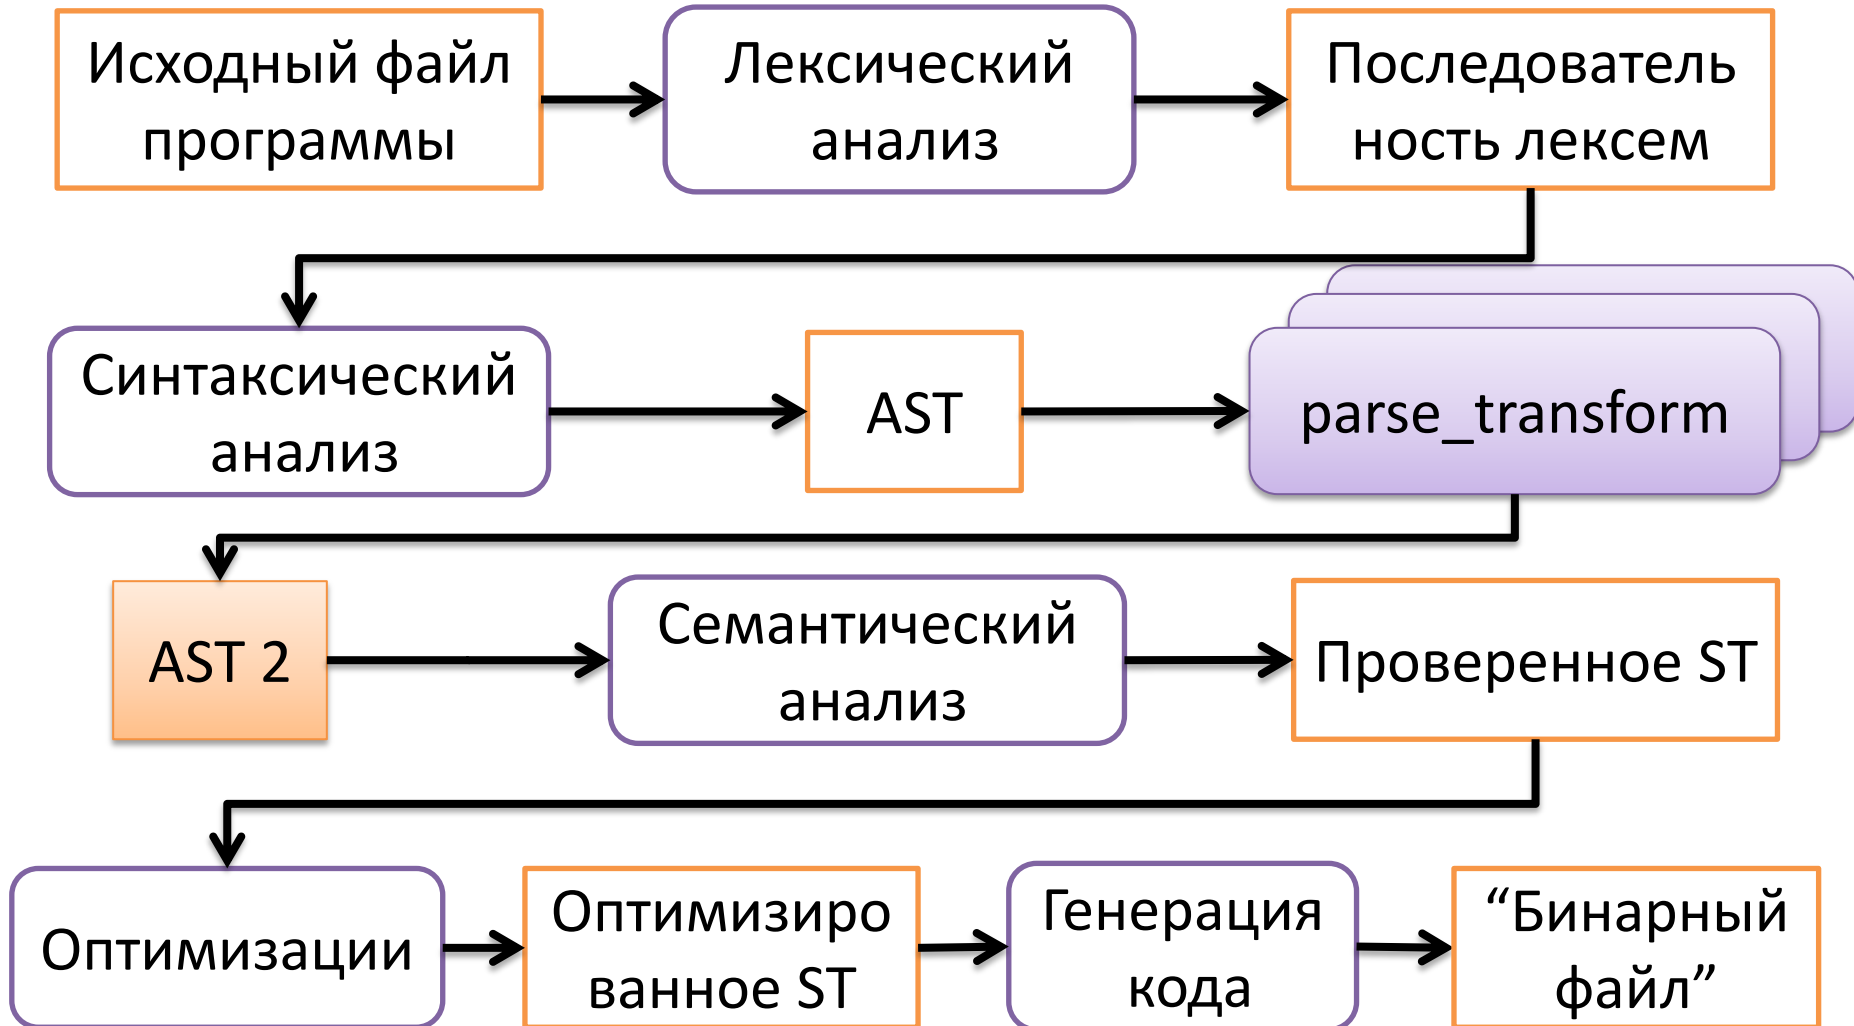 Исходный файл
программы
Лексический
анализ
Последователь
ность лексем
Синтаксический
анализ
AST
parse_transform
AST 2
Семантический
анализ
Проверенное ST
Оптимизации
Оптимизиро
ванное ST
Генерация
кода
“Бинарный
файл”